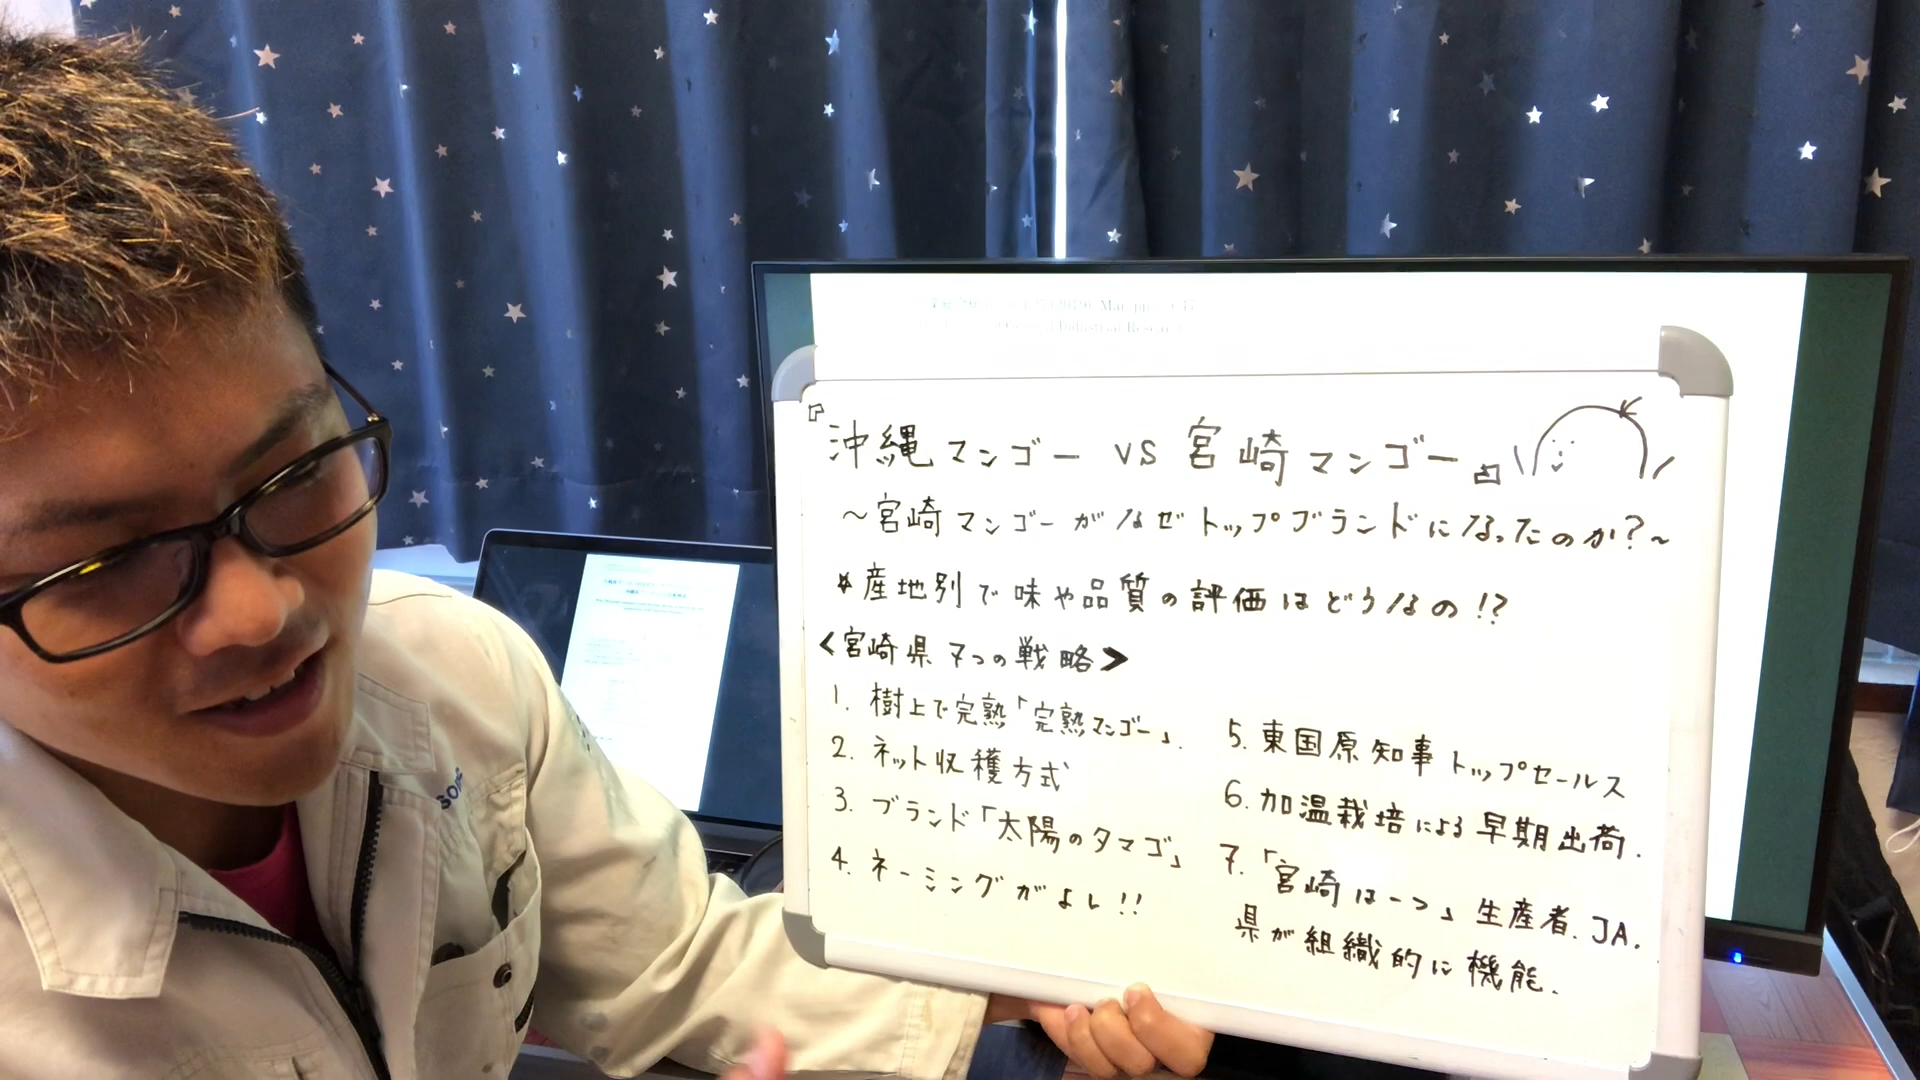 『沖縄マンゴー VS 宮崎マンゴー』
～宮崎マンゴーがなぜトップブランドになったのか？～
*産地別で味や品質の評価はどうなの!?
<宮崎県7つの戦略>
1. 樹上で完熟「完熟マンゴー」.
2. ネット収穫方式
3. ブランド「太陽のタマゴ」
4. ネーミングがよし!!
5.東国原知事トップセールス
6. 加温栽培による早期出荷.
7. 「宮崎は一つ」生産者.JA.
県が組織的に機能.